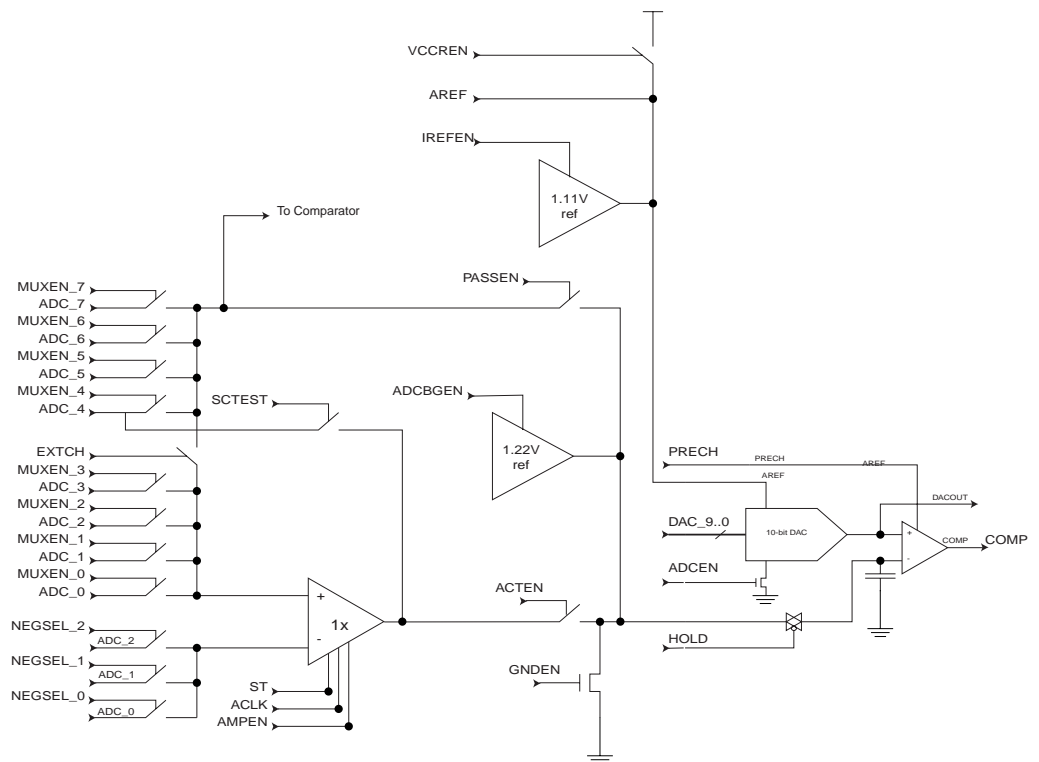 VCCREN
AREF
IREFEN
1.11V
ref
To Comparator
PASSEN
MUXEN_7
ADC_7
MUXEN_6
ADC_6
MUXEN_5
ADC_5
MUXEN_4
ADC_4
SCTEST
ADCBGEN
1.22V
ref
EXTCH
MUXEN_3
ADC_3
MUXEN_2
ADC_2
MUXEN_1
ADC_1
MUXEN_0
ADC_0
PRECH
PRECH
AREF
AREF
DACOUT
DAC_9..0
10-bit DAC
+
-
COMP
COMP
ADCEN
ACTEN
+
1x
-
NEGSEL_2
ADC_2
NEGSEL_1
ADC_1
NEGSEL_0
ADC_0
HOLD
GNDEN
ST
ACLK
AMPEN